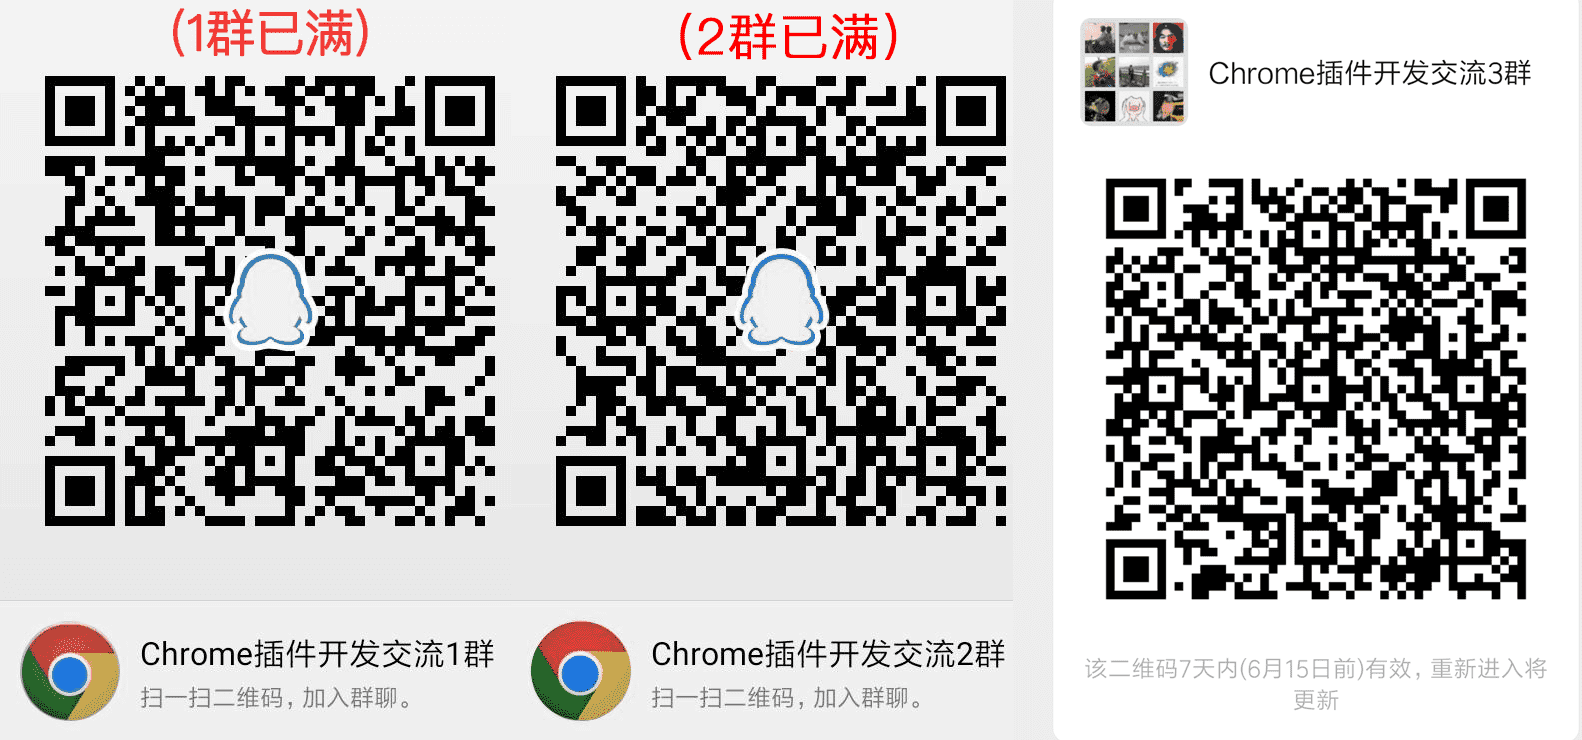 (1群已满)
Chrome插件开发交流1群
扫一扫二维码，加入群聊。
(2群已满)
Chrome插件开发交流2群
扫一扫二维码，加入群聊。
Chrome插件开发交流3群
该二维码7天内(6月15日前)有效，重新进入将
更新